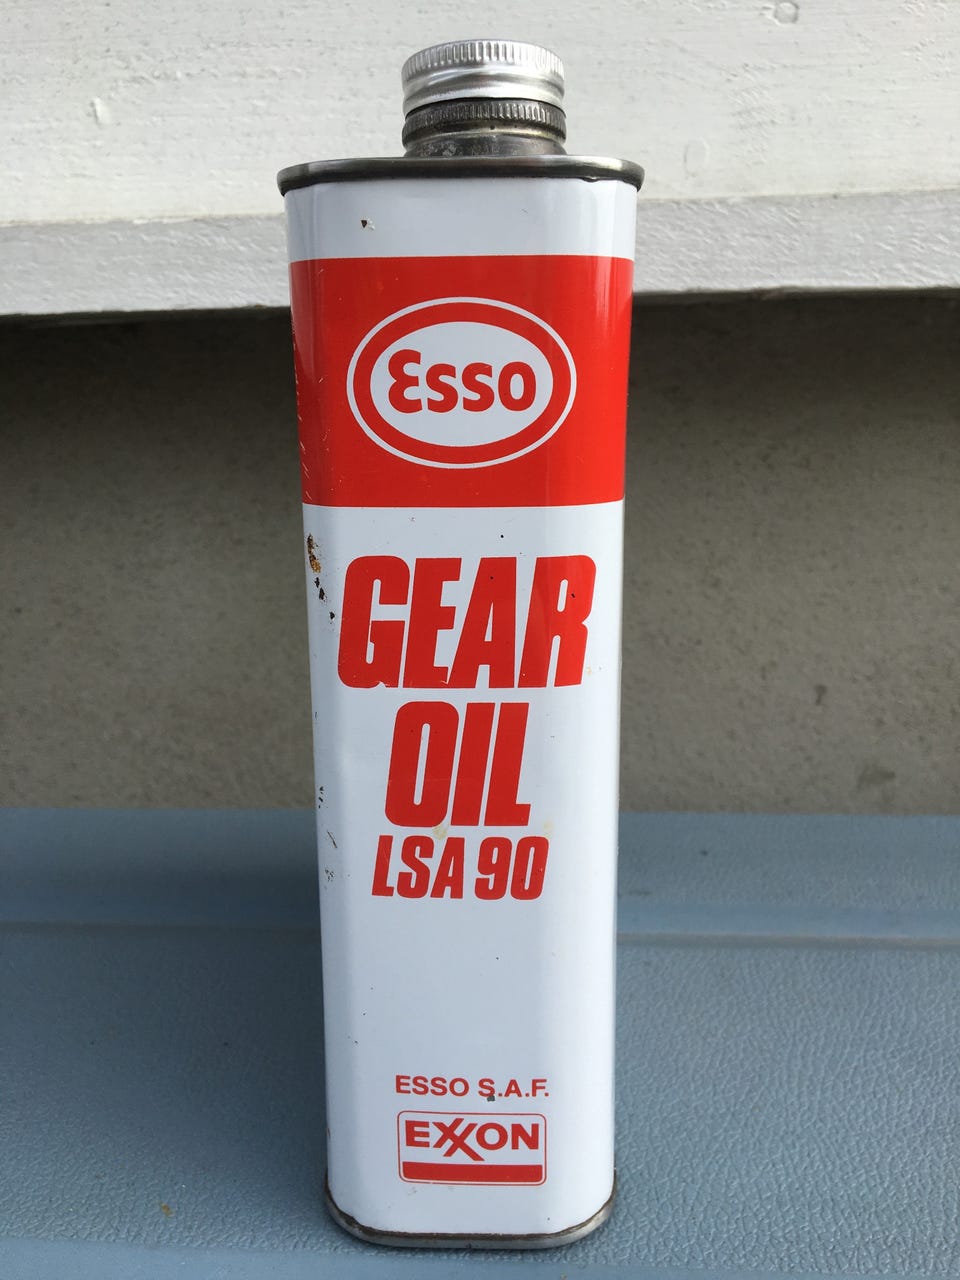 Esso
GEAR
OIL
LSA 90
ESSO S.A.F.
EXXON